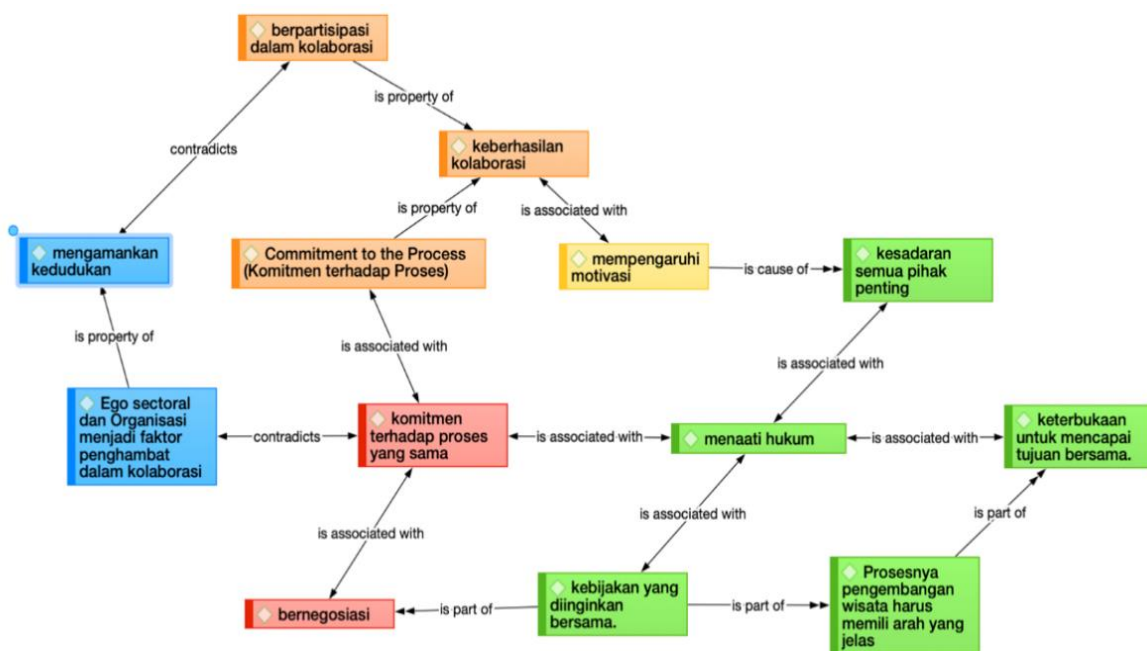 berpartisipasi
dalam kolaborasi
is property of
contradicts
keberhasilan
kolaborasi
is property of
is associated with
mengamankan
kedudukan
Commitment to the Process
(Komitmen terhadap Proses)
mempengaruhi
motivasi
is cause of
kesadaran
semua pihak
penting
is property of
is associated with
is associated with
Ego sectoral
dan Organisasi
menjadi faktor
penghambat
dalam kolaborasi
contradicts
komitmen
terhadap proses
yang sama
is associated with
menaati hukum
is associated with
keterbukaan
untuk mencapai
tujuan bersama.
is associated with
is associated with
is part of
bernegosiasi
is part of
kebijakan yang
diinginkan
bersama.
is part of
Prosesnya
pengembangan
wisata harus
memili arah yang
jelas